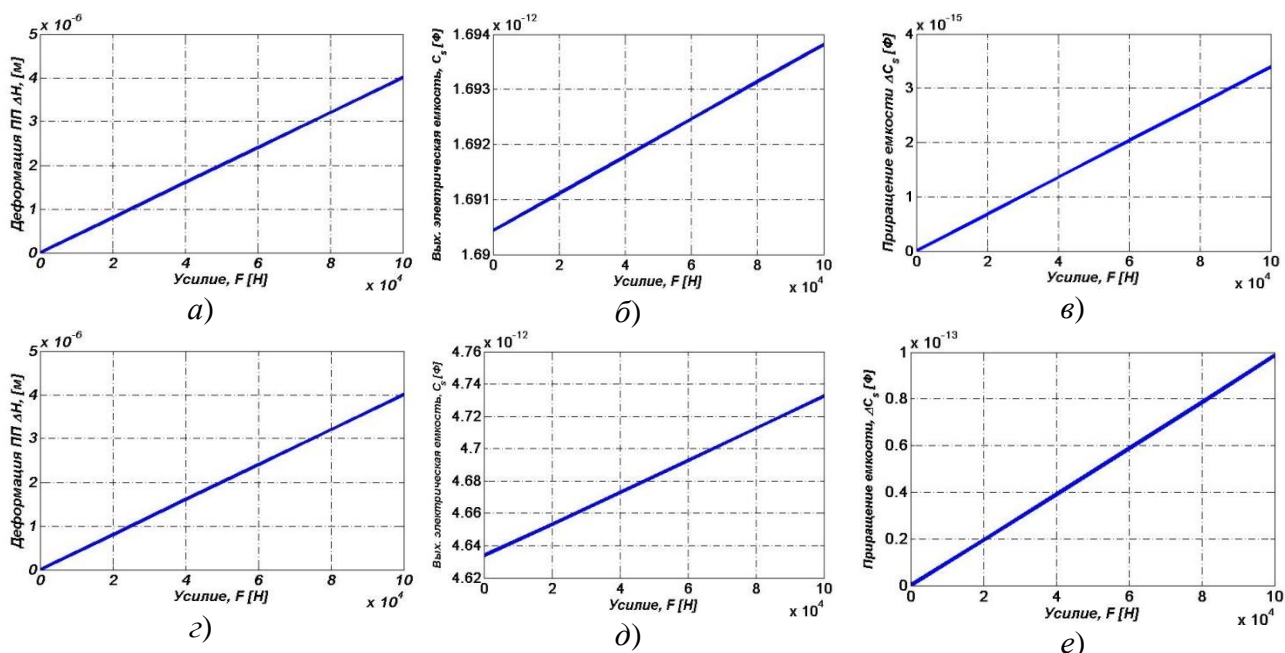 x 10^-6
5
4
3
2
1
0
Деформация ПП ΔH, [м]
0 2 4 6 8 10
Усилие, F [Н]
x 10^4
а)
x 10^-12
1.694
1.693
1.692
1.691
1.69
Вых. электрическая емкость, C_s [Ф]
0 2 4 6 8 10
Усилие, F [Н]
x 10^4
б)
x 10^-15
4
3
2
1
0
Приращение емкости ΔC_s [Ф]
0 2 4 6 8 10
Усилие, F [Н]
x 10^4
в)
x 10^-6
5
4
3
2
1
0
Деформация ПП ΔH, [м]
0 2 4 6 8 10
Усилие, F [Н]
x 10^4
г)
x 10^-12
4.76
4.74
4.72
4.7
4.68
4.66
4.64
4.62
Вых. электрическая емкость, C_s [Ф]
0 2 4 6 8 10
Усилие, F [Н]
x 10^4
д)
x 10^-13
1
0.8
0.6
0.4
0.2
0
Приращение емкости, ΔC_s [Ф]
0 2 4 6 8 10
Усилие, F [Н]
x 10^4
е)